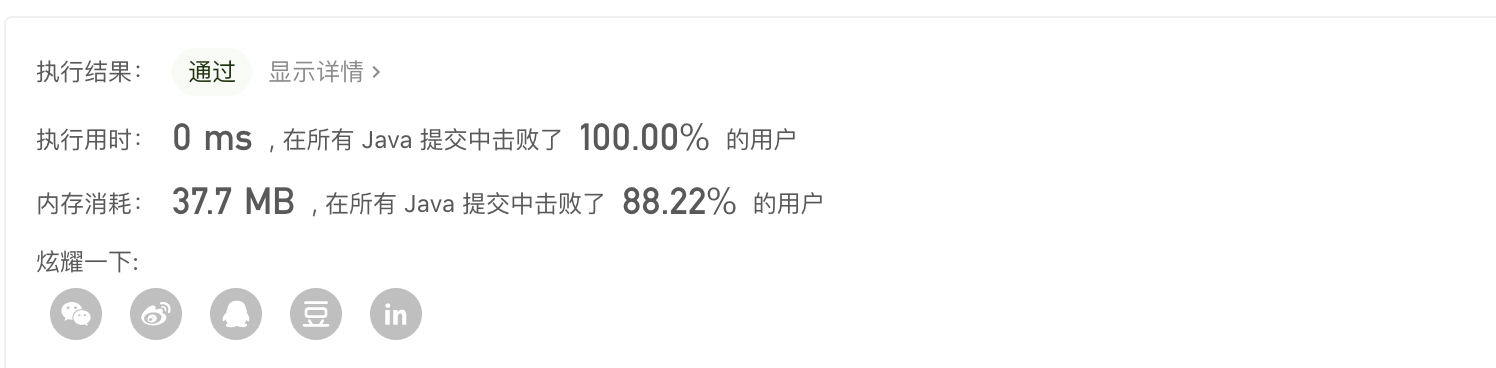 执行结果： 通过 显示详情 >
执行用时： 0 ms , 在所有 Java 提交中击败了 100.00% 的用户
内存消耗： 37.7 MB , 在所有 Java 提交中击败了 88.22% 的用户
炫耀一下:
豆 in